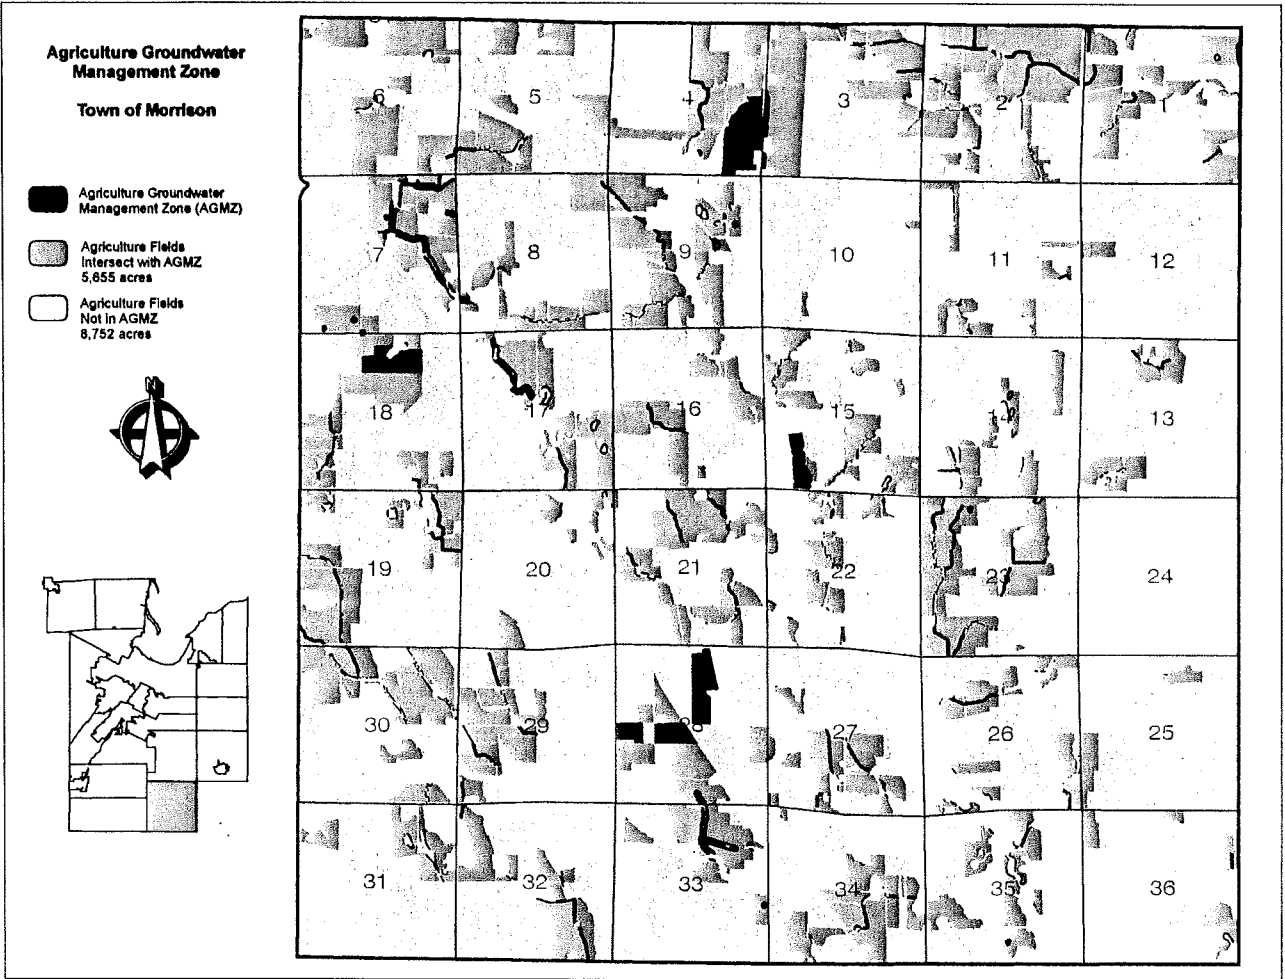 Agriculture Groundwater
Management Zone
Town of Morrison
Agriculture Groundwater
Management Zone (AGMZ)
Agriculture Fields
Intersect with AGMZ
5,655 acres
Agriculture Fields
Not in AGMZ
8,752 acres
N
6 5 4 3 2 1
7 8 9 10 11 12
18 17 16 15 14 13
19 20 21 22 23 24
30 29 28 27 26 25
31 32 33 34 35 36